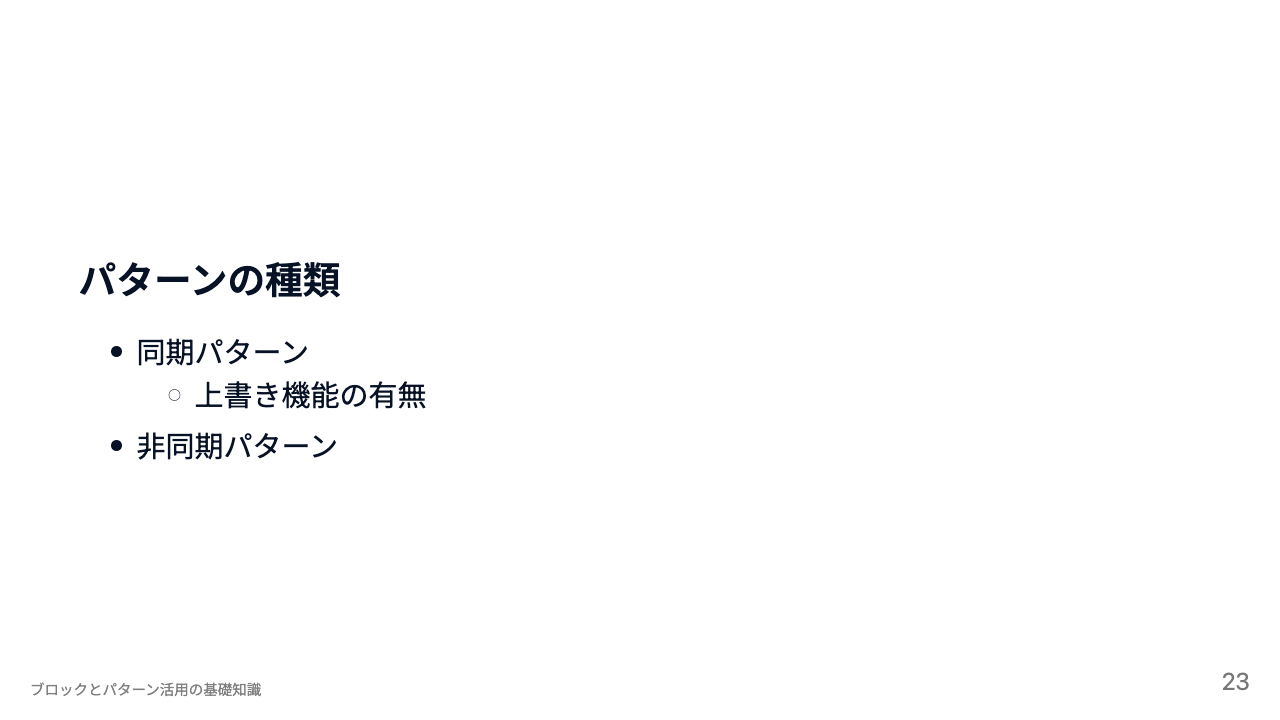 パターンの種類
同期パターン
上書き機能の有無
非同期パターン
ブロックとパターン活用の基礎知識
23